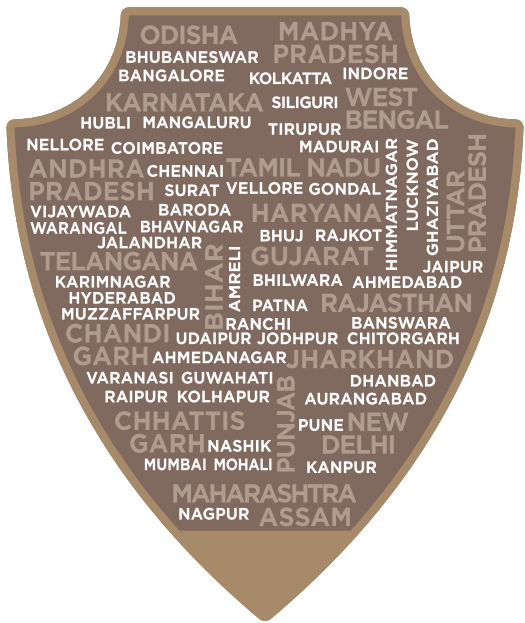 ODISHA
MADHYA
PRADESH
BHUBANESWAR
BANGALORE
KOLKATTA
INDORE
KARNATAKA
SILIGURI
WEST
BENGAL
HUBLI
MANGALURU
TIRUPUR
NELLORE
COIMBATORE
MADURAI
ANDHRA
PRADESH
CHENNAI
TAMIL NADU
SURAT
VELLORE
GONDAL
HIMMATNAGAR
LUCKNOW
GHAZIYABAD
UTTAR
PRADESH
VIJAYWADA
BARODA
HARYANA
WARANGAL
BHAVNAGAR
JALANDHAR
BHUJ
RAJKOT
TELANGANA
BIHAR
AMRELI
GUJARAT
JAIPUR
KARIMNAGAR
BHILWARA
AHMEDABAD
HYDERABAD
PATNA
RAJASTHAN
MUZZAFFARPUR
RANCHI
BANSWARA
CHANDI
GARH
UDAIPUR
JODHPUR
CHITORGARH
AHMEDANAGAR
JHARKHAND
VARANASI
GUWAHATI
DHANBAD
RAIPUR
KOLHAPUR
PUNJAB
AURANGABAD
CHHATTIS
GARH
PUNE
NEW
DELHI
NASHIK
MUMBAI
MOHALI
KANPUR
MAHARASHTRA
NAGPUR
ASSAM